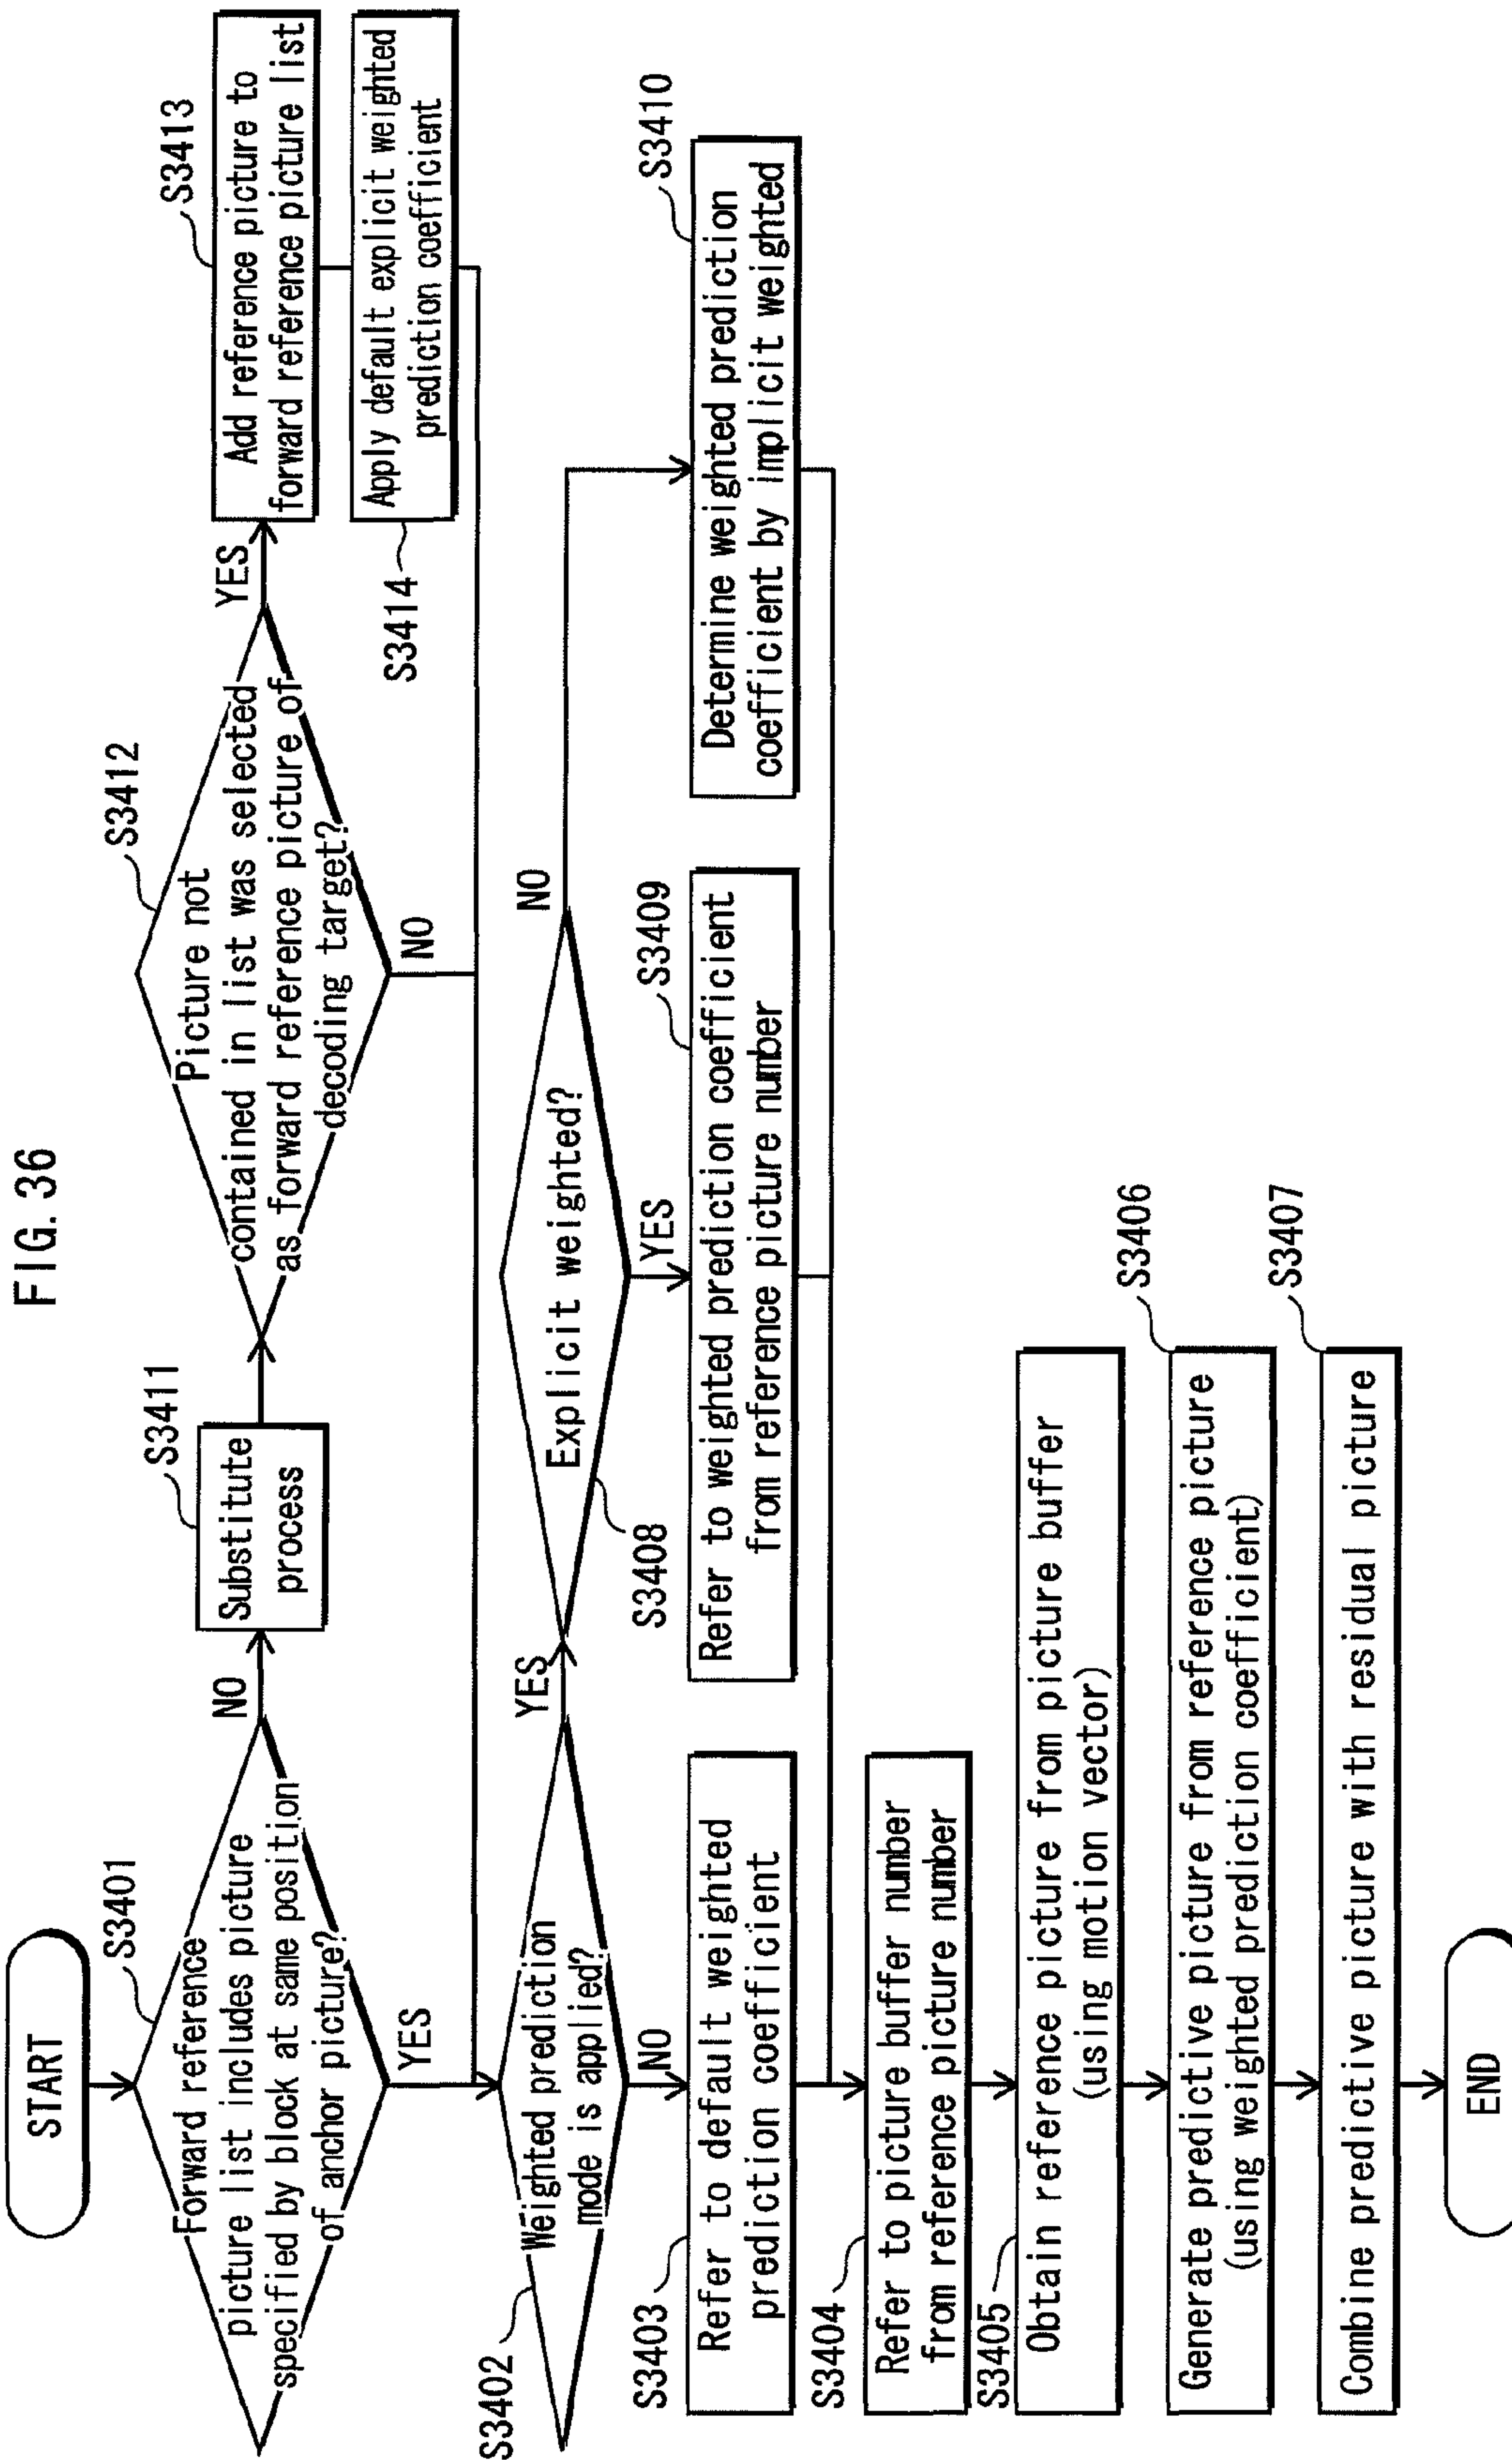 FIG. 36
START
S3401
Forward reference
picture list includes picture
specified by block at same position
of anchor picture?
NO
YES
S3411
Substitute
process
S3412
Picture not
contained in list was selected
as forward reference picture of
decoding target?
YES
NO
S3413
Add reference picture to
forward reference picture list
S3414
Apply default explicit weighted
prediction coefficient
S3402
Weighted prediction
mode is applied?
YES
NO
S3408
Explicit weighted?
NO
YES
S3403
Refer to default weighted
prediction coefficient
S3409
Refer to weighted prediction coefficient
from reference picture number
S3410
Determine weighted prediction
coefficient by implicit weighted
S3404
Refer to picture buffer number
from reference picture number
S3405
Obtain reference picture from picture buffer
(using motion vector)
S3406
Generate predictive picture from reference picture
(using weighted prediction coefficient)
S3407
Combine predictive picture with residual picture
END